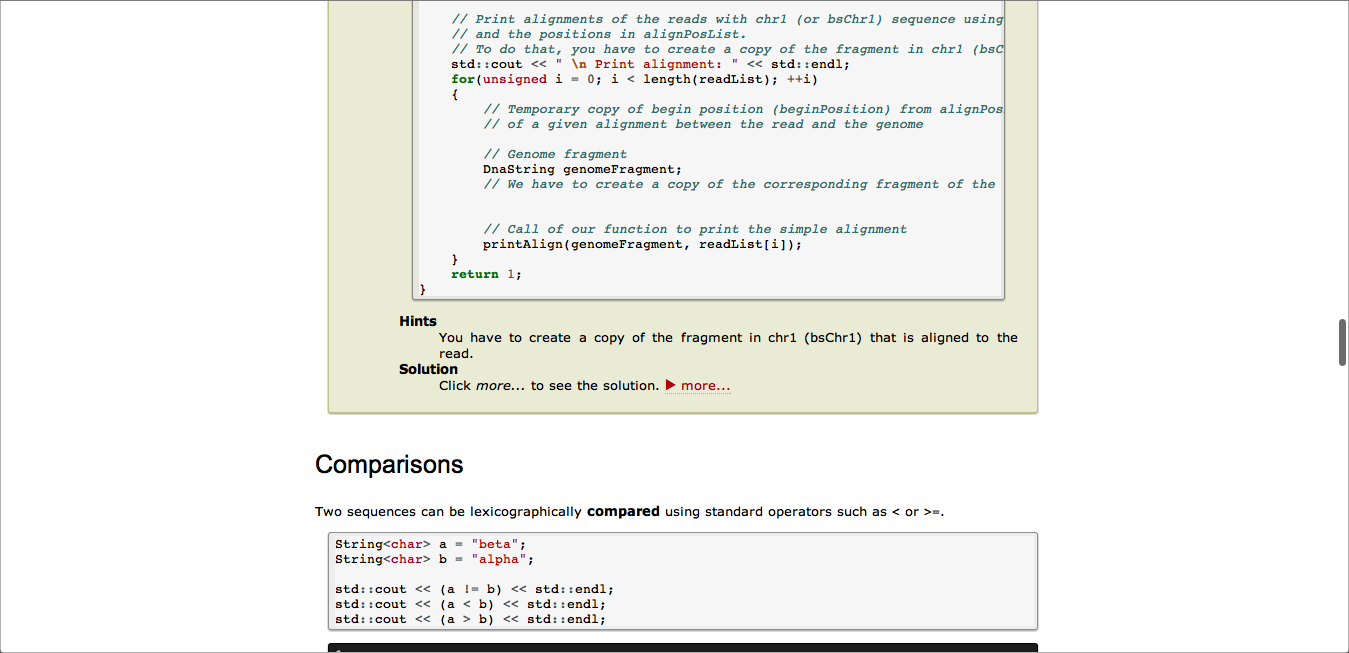 // Print alignments of the reads with chr1 (or bsChr1) sequence using
// and the positions in alignPosList.
// To do that, you have to create a copy of the fragment in chr1 (bsC
std::cout << " \n Print alignment: " << std::endl;
for(unsigned i = 0; i < length(readList); ++i)
{
// Temporary copy of begin position (beginPosition) from alignPos
// of a given alignment between the read and the genome
// Genome fragment
DnaString genomeFragment;
// We have to create a copy of the corresponding fragment of the
// Call of our function to print the simple alignment
printAlign(genomeFragment, readList[i]);
}
return 1;
}
Hints
You have to create a copy of the fragment in chr1 (bsChr1) that is aligned to the
read.
Solution
Click more... to see the solution. ▶ more...
Comparisons
Two sequences can be lexicographically compared using standard operators such as < or >=.
String<char> a = "beta";
String<char> b = "alpha";
std::cout << (a != b) << std::endl;
std::cout << (a < b) << std::endl;
std::cout << (a > b) << std::endl;